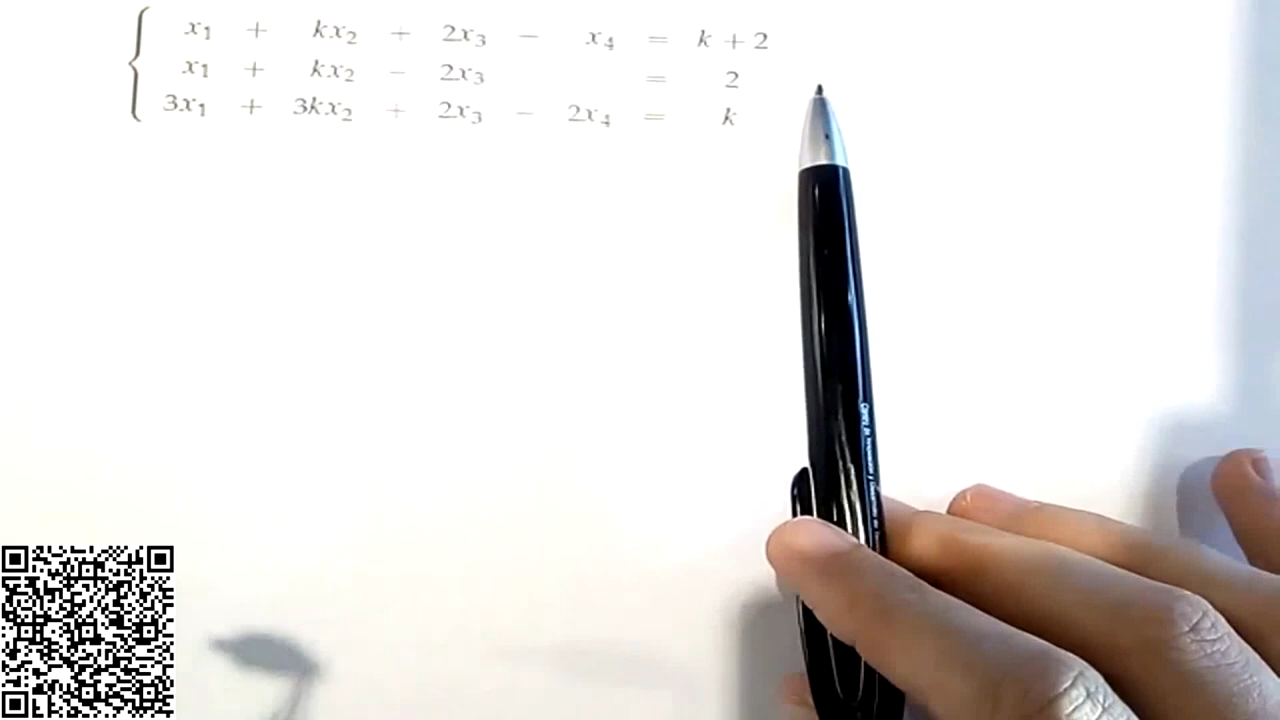 x₁ + kx₂ + 2x₃ − x₄ = k + 2
x₁ + kx₂ − 2x₃ = 2
3x₁ + 3kx₂ + 2x₃ − 2x₄ = k